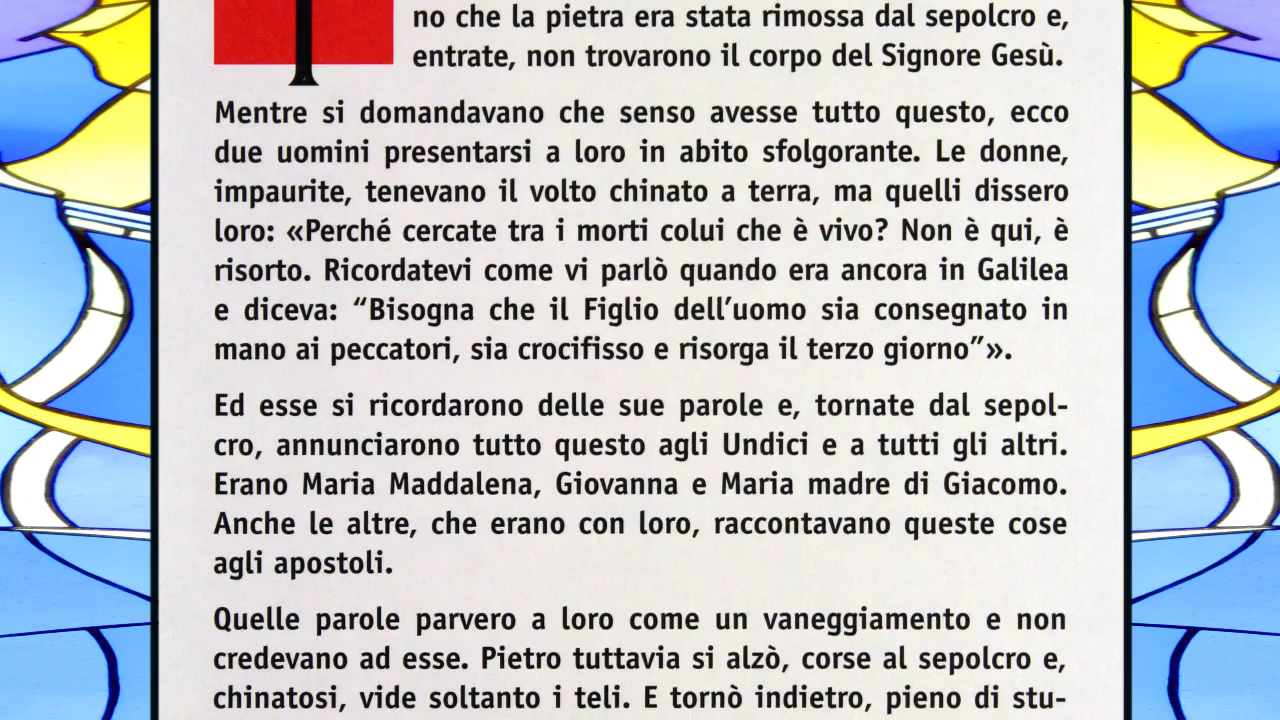 no che la pietra era stata rimossa dal sepolcro e,
entrate, non trovarono il corpo del Signore Gesù.
Mentre si domandavano che senso avesse tutto questo, ecco
due uomini presentarsi a loro in abito sfolgorante. Le donne,
impaurite, tenevano il volto chinato a terra, ma quelli dissero
loro: «Perché cercate tra i morti colui che è vivo? Non è qui, è
risorto. Ricordatevi come vi parlò quando era ancora in Galilea
e diceva: “Bisogna che il Figlio dell’uomo sia consegnato in
mano ai peccatori, sia crocifisso e risorga il terzo giorno”».
Ed esse si ricordarono delle sue parole e, tornate dal sepol-
cro, annunciarono tutto questo agli Undici e a tutti gli altri.
Erano Maria Maddalena, Giovanna e Maria madre di Giacomo.
Anche le altre, che erano con loro, raccontavano queste cose
agli apostoli.
Quelle parole parvero a loro come un vaneggiamento e non
credevano ad esse. Pietro tuttavia si alzò, corse al sepolcro e,
chinatosi, vide soltanto i teli. E tornò indietro, pieno di stu-